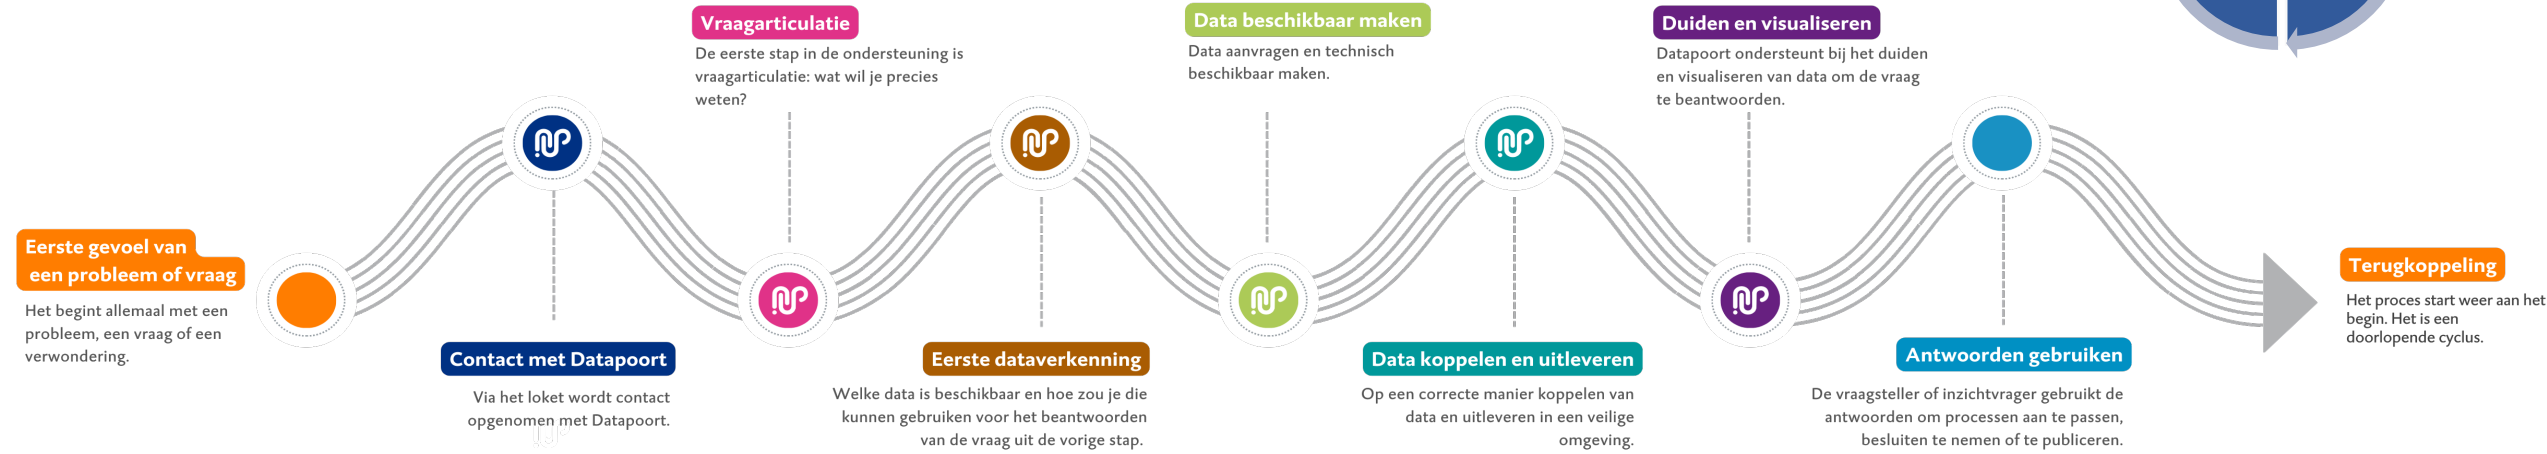 Eerste gevoel van
een probleem of vraag
Het begint allemaal met een
probleem, een vraag of een
verwondering.
Contact met Datapoort
Via het loket wordt contact
opgenomen met Datapoort.
Vraagarticulatie
De eerste stap in de ondersteuning is
vraagarticulatie: wat wil je precies
weten?
Eerste dataverkenning
Welke data is beschikbaar en hoe zou je die
kunnen gebruiken voor het beantwoorden
van de vraag uit de vorige stap.
Data beschikbaar maken
Data aanvragen en technisch
beschikbaar maken.
Data koppelen en uitleveren
Op een correcte manier koppelen van
data en uitleveren in een veilige
omgeving.
Duiden en visualiseren
Datapoort ondersteunt bij het duiden
en visualiseren van data om de vraag
te beantwoorden.
Antwoorden gebruiken
De vraagsteller of inzichtvrager gebruikt de
antwoorden om processen aan te passen,
besluiten te nemen of te publiceren.
Terugkoppeling
Het proces start weer aan het
begin. Het is een
doorlopende cyclus.